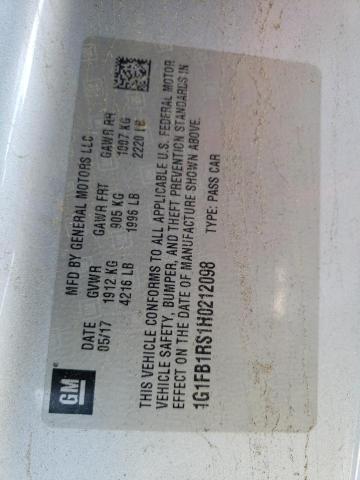 GM
MFD BY GENERAL MOTORS LLC
DATE GVWR GAWR FRT GAWR RR
05/17 1912 KG 905 KG 1007 KG
4216 LB 1996 LB 2220 LB
THIS VEHICLE CONFORMS TO ALL APPLICABLE U.S. FEDERAL MOTOR
VEHICLE SAFETY, BUMPER, AND THEFT PREVENTION STANDARDS IN
EFFECT ON THE DATE OF MANUFACTURE SHOWN ABOVE.
1G1FB1RS1H0212098 TYPE: PASS CAR